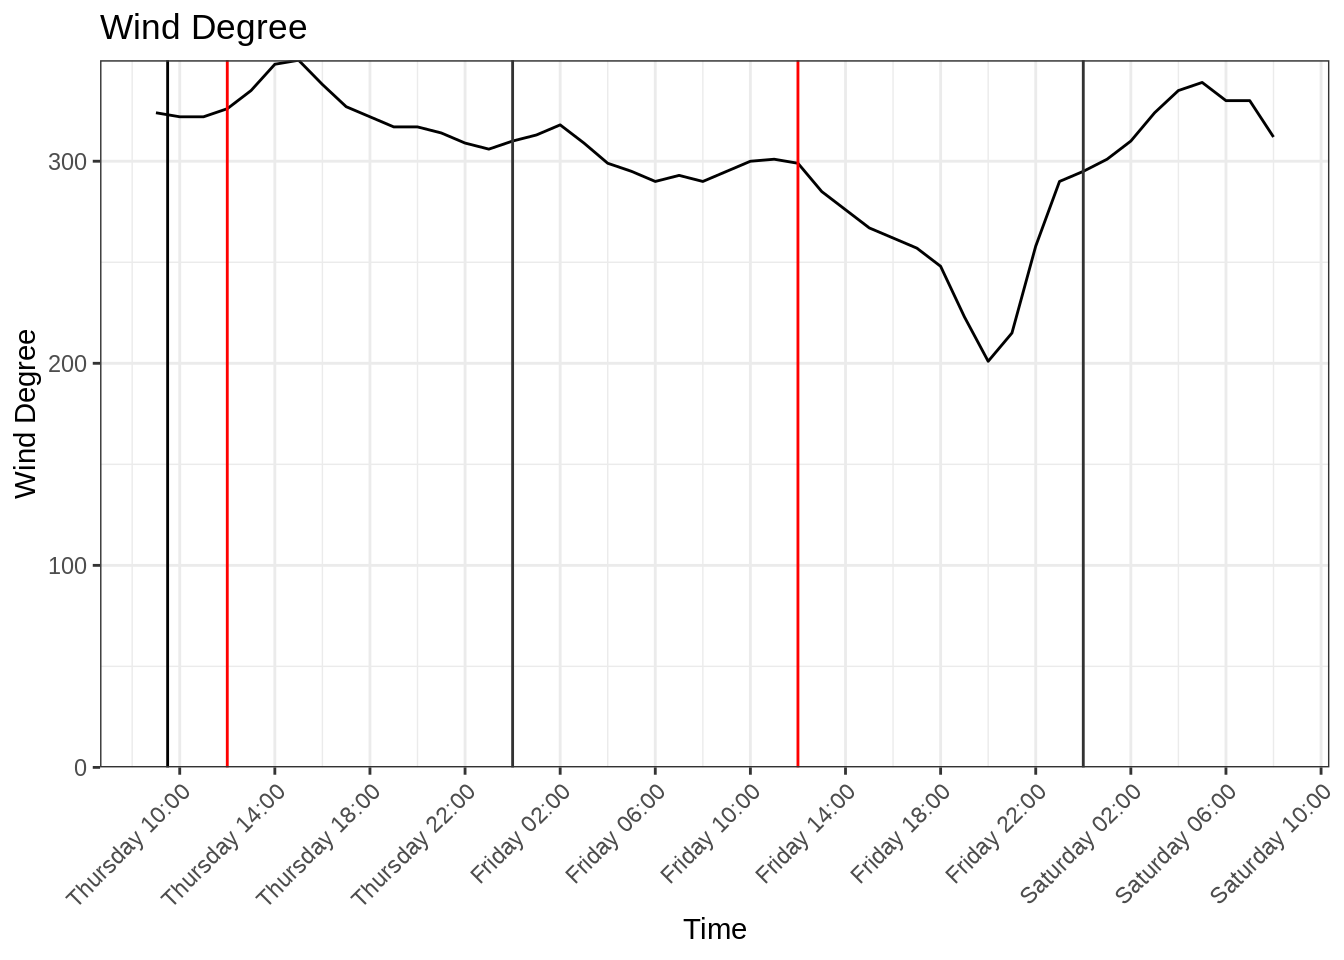 Wind Degree
Wind Degree
300
200
100
0
Thursday 10:00
Thursday 14:00
Thursday 18:00
Thursday 22:00
Friday 02:00
Friday 06:00
Friday 10:00
Friday 14:00
Friday 18:00
Friday 22:00
Saturday 02:00
Saturday 06:00
Saturday 10:00
Time